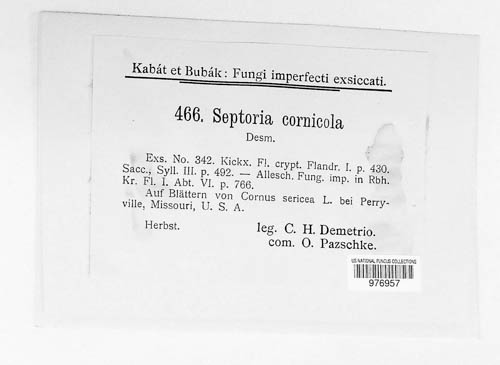 Kabát et Bubák: Fungi imperfecti exsiccati.
466. Septoria cornicola
Desm.
Exs. No. 342. Kickx. Fl. crypt. Flandr. I. p. 430.
Sacc., Syll. III. p. 492. — Allesch. Fung. imp. in Rbh.
Kr. Fl. I. Abt. VI. p. 766.
Auf Blättern von Cornus sericea L. bei Perry-
ville, Missouri, U. S. A.
Herbst.
leg. C. H. Demetrio.
com. O. Pazschke.
US NATIONAL FUNGUS COLLECTIONS
976957